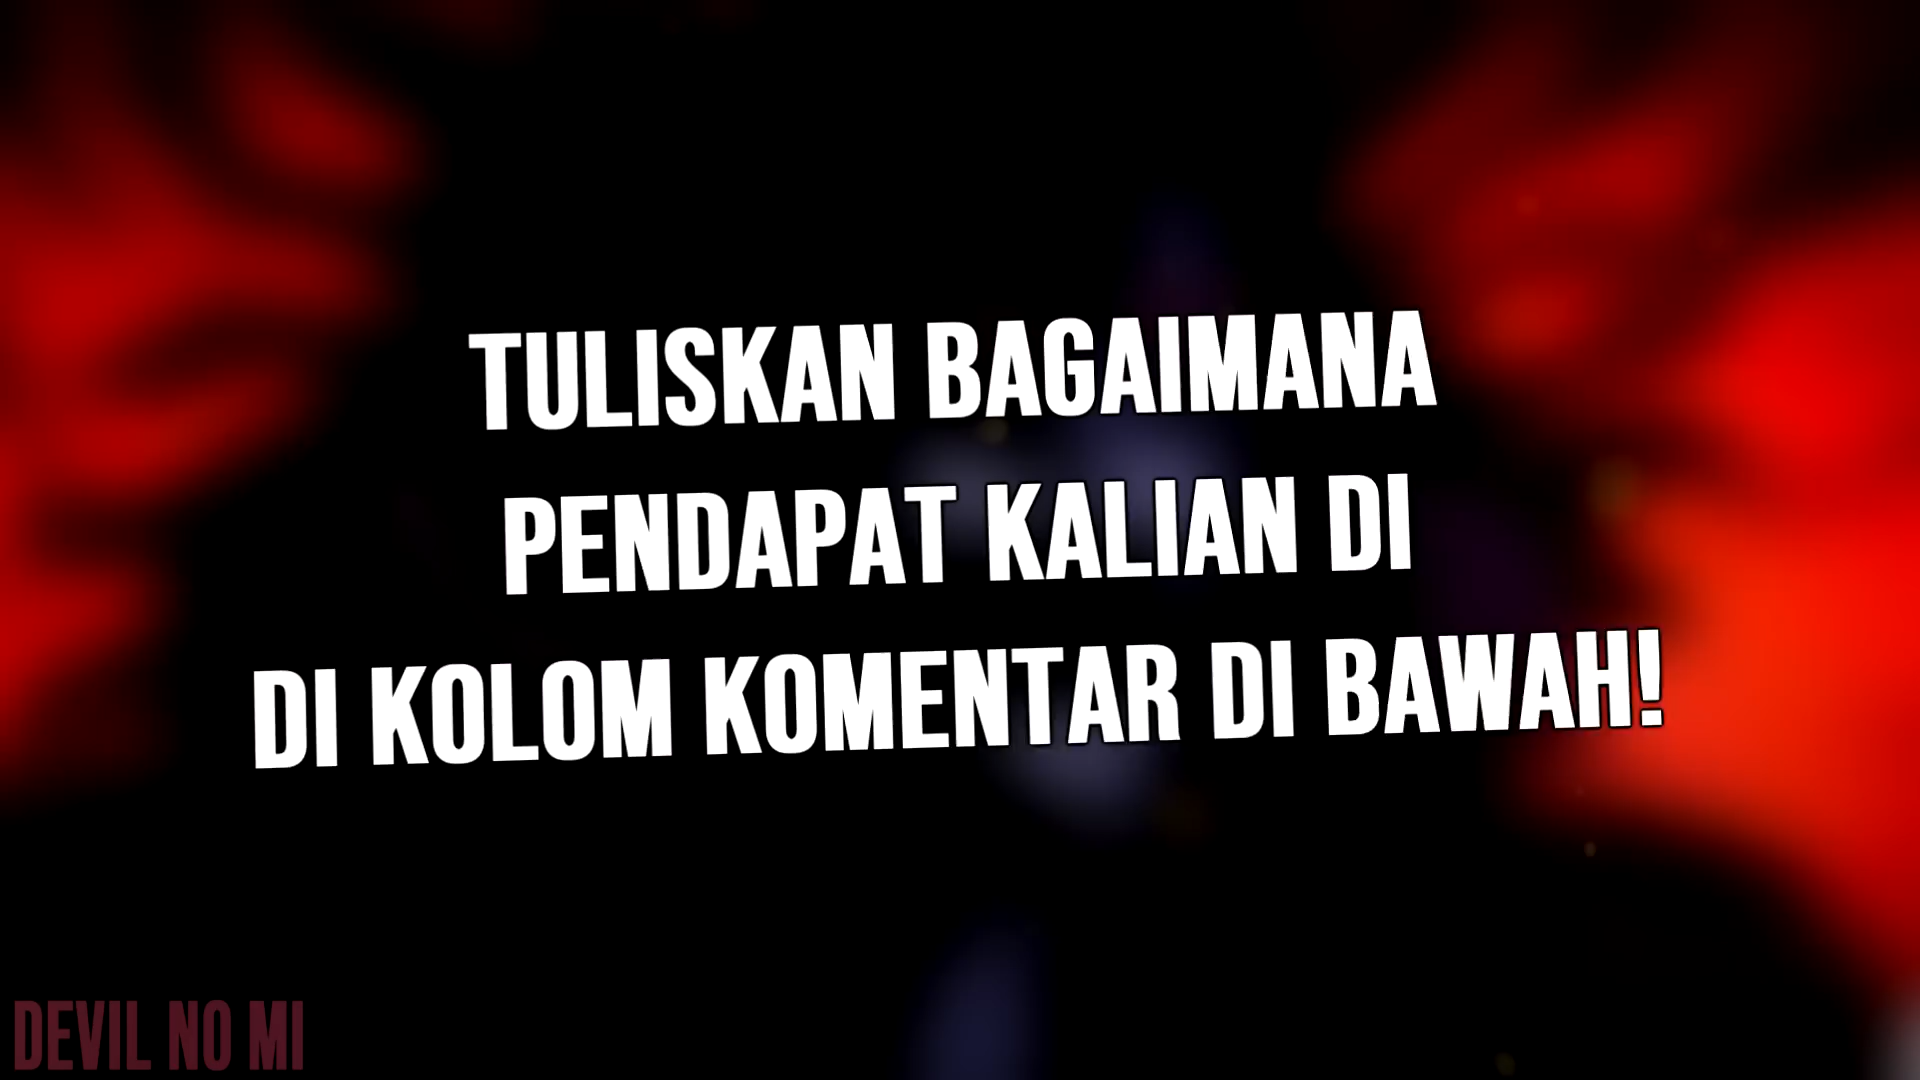 TULISKAN BAGAIMANA
PENDAPAT KALIAN DI
DI KOLOM KOMENTAR DI BAWAH!
DEVIL NO MI